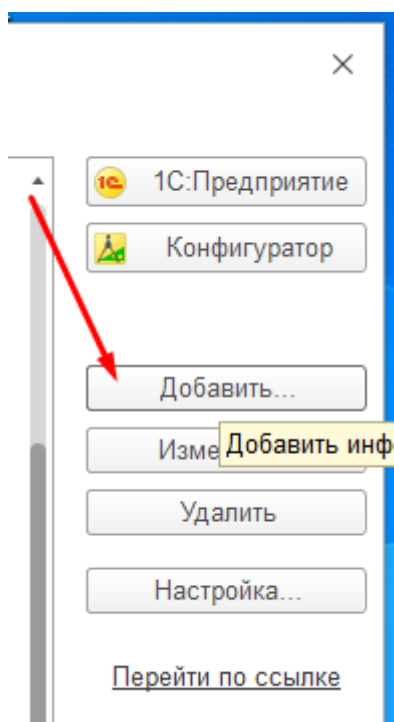 1С:Предприятие
Конфигуратор
Добавить...
Добавить инф
Изме
Удалить
Настройка...
Перейти по ссылке